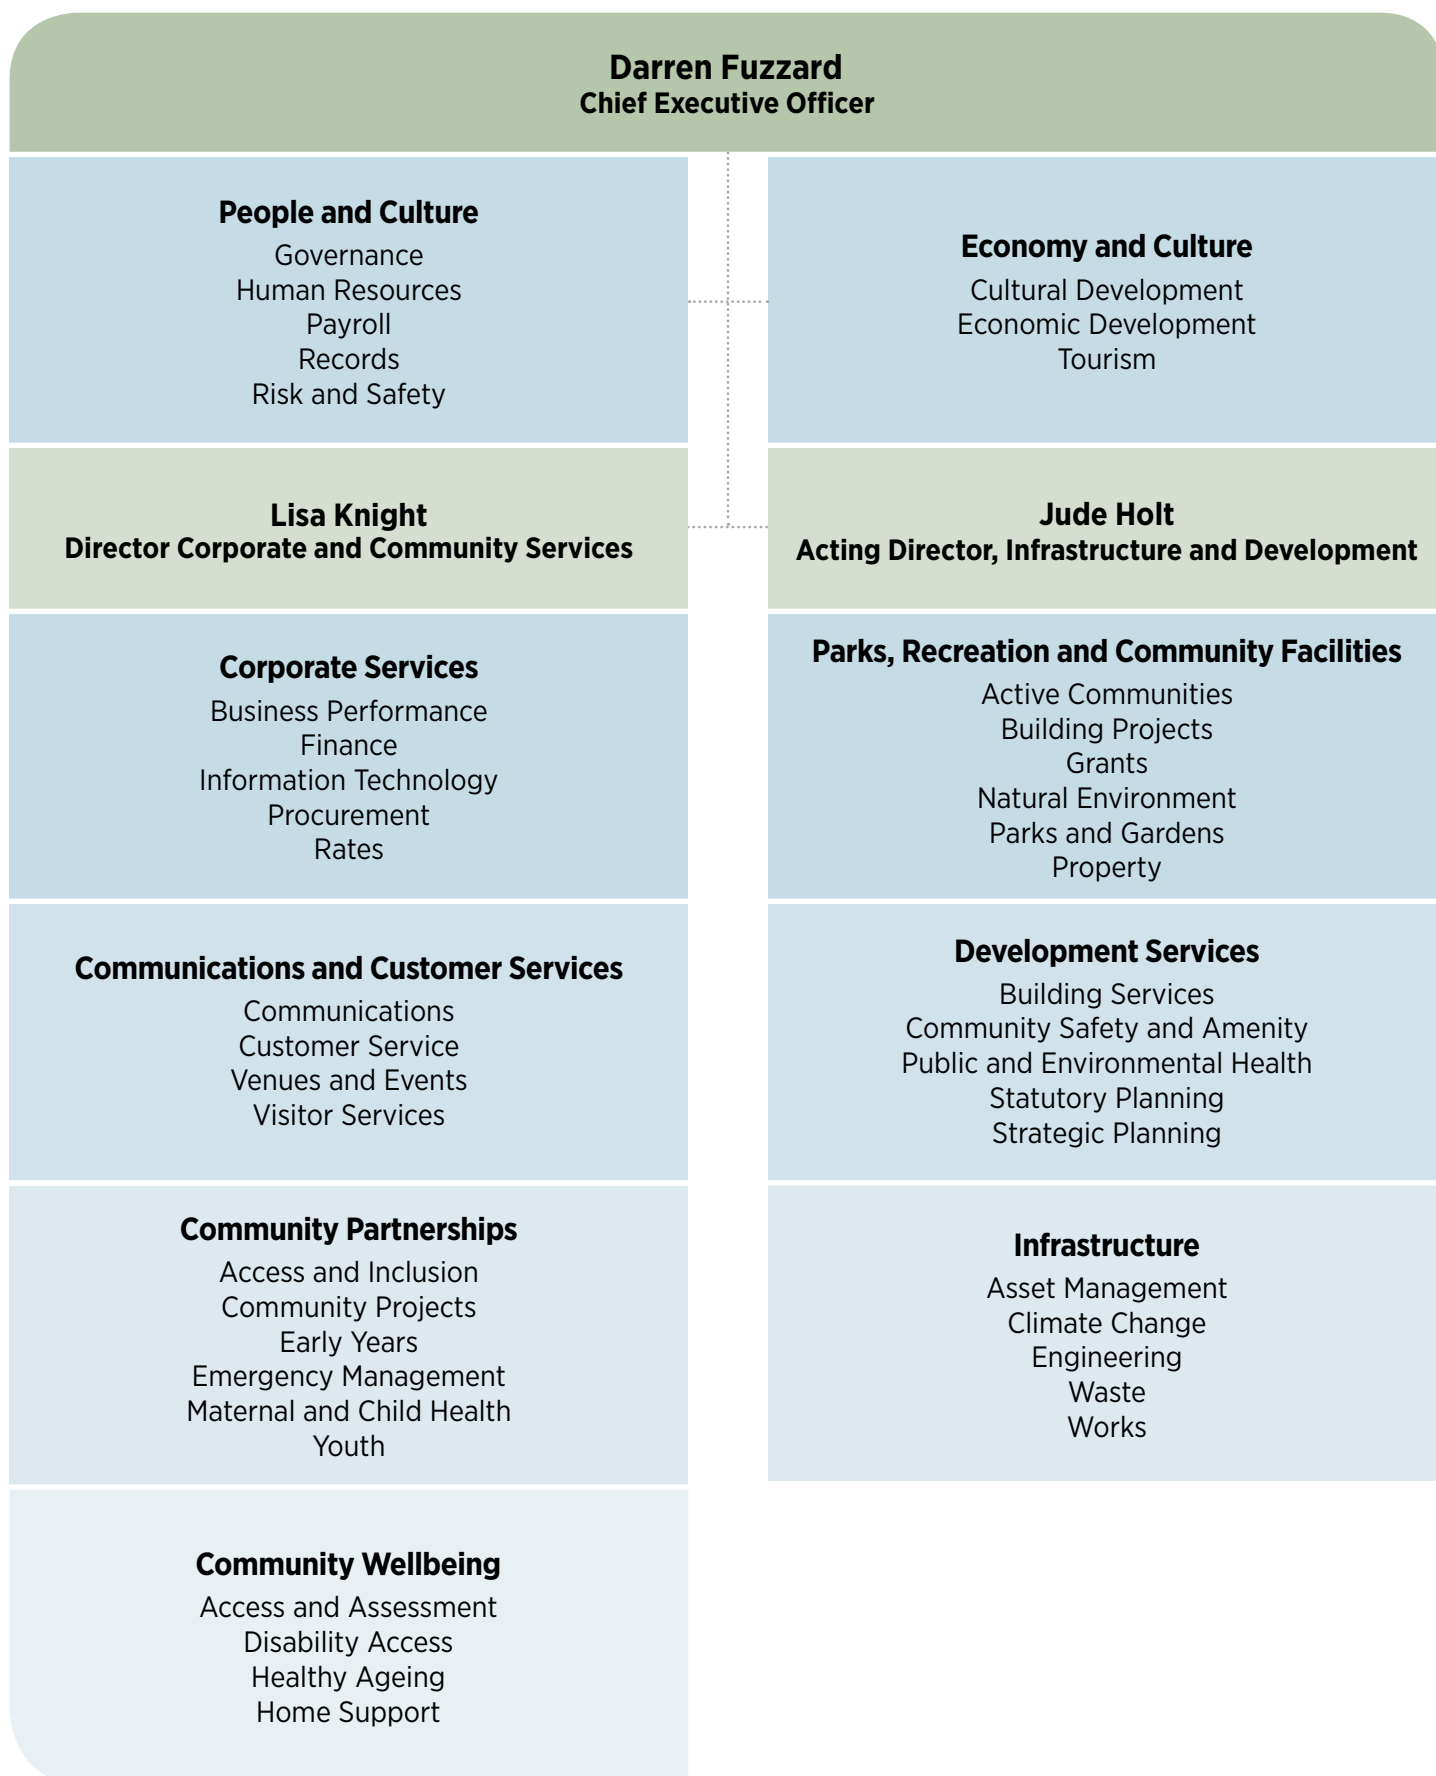 Darren Fuzzard
Chief Executive Officer
People and Culture
Governance
Human Resources
Payroll
Records
Risk and Safety
Economy and Culture
Cultural Development
Economic Development
Tourism
Lisa Knight
Director Corporate and Community Services
Jude Holt
Acting Director, Infrastructure and Development
Corporate Services
Business Performance
Finance
Information Technology
Procurement
Rates
Parks, Recreation and Community Facilities
Active Communities
Building Projects
Grants
Natural Environment
Parks and Gardens
Property
Communications and Customer Services
Communications
Customer Service
Venues and Events
Visitor Services
Development Services
Building Services
Community Safety and Amenity
Public and Environmental Health
Statutory Planning
Strategic Planning
Community Partnerships
Access and Inclusion
Community Projects
Early Years
Emergency Management
Maternal and Child Health
Youth
Infrastructure
Asset Management
Climate Change
Engineering
Waste
Works
Community Wellbeing
Access and Assessment
Disability Access
Healthy Ageing
Home Support